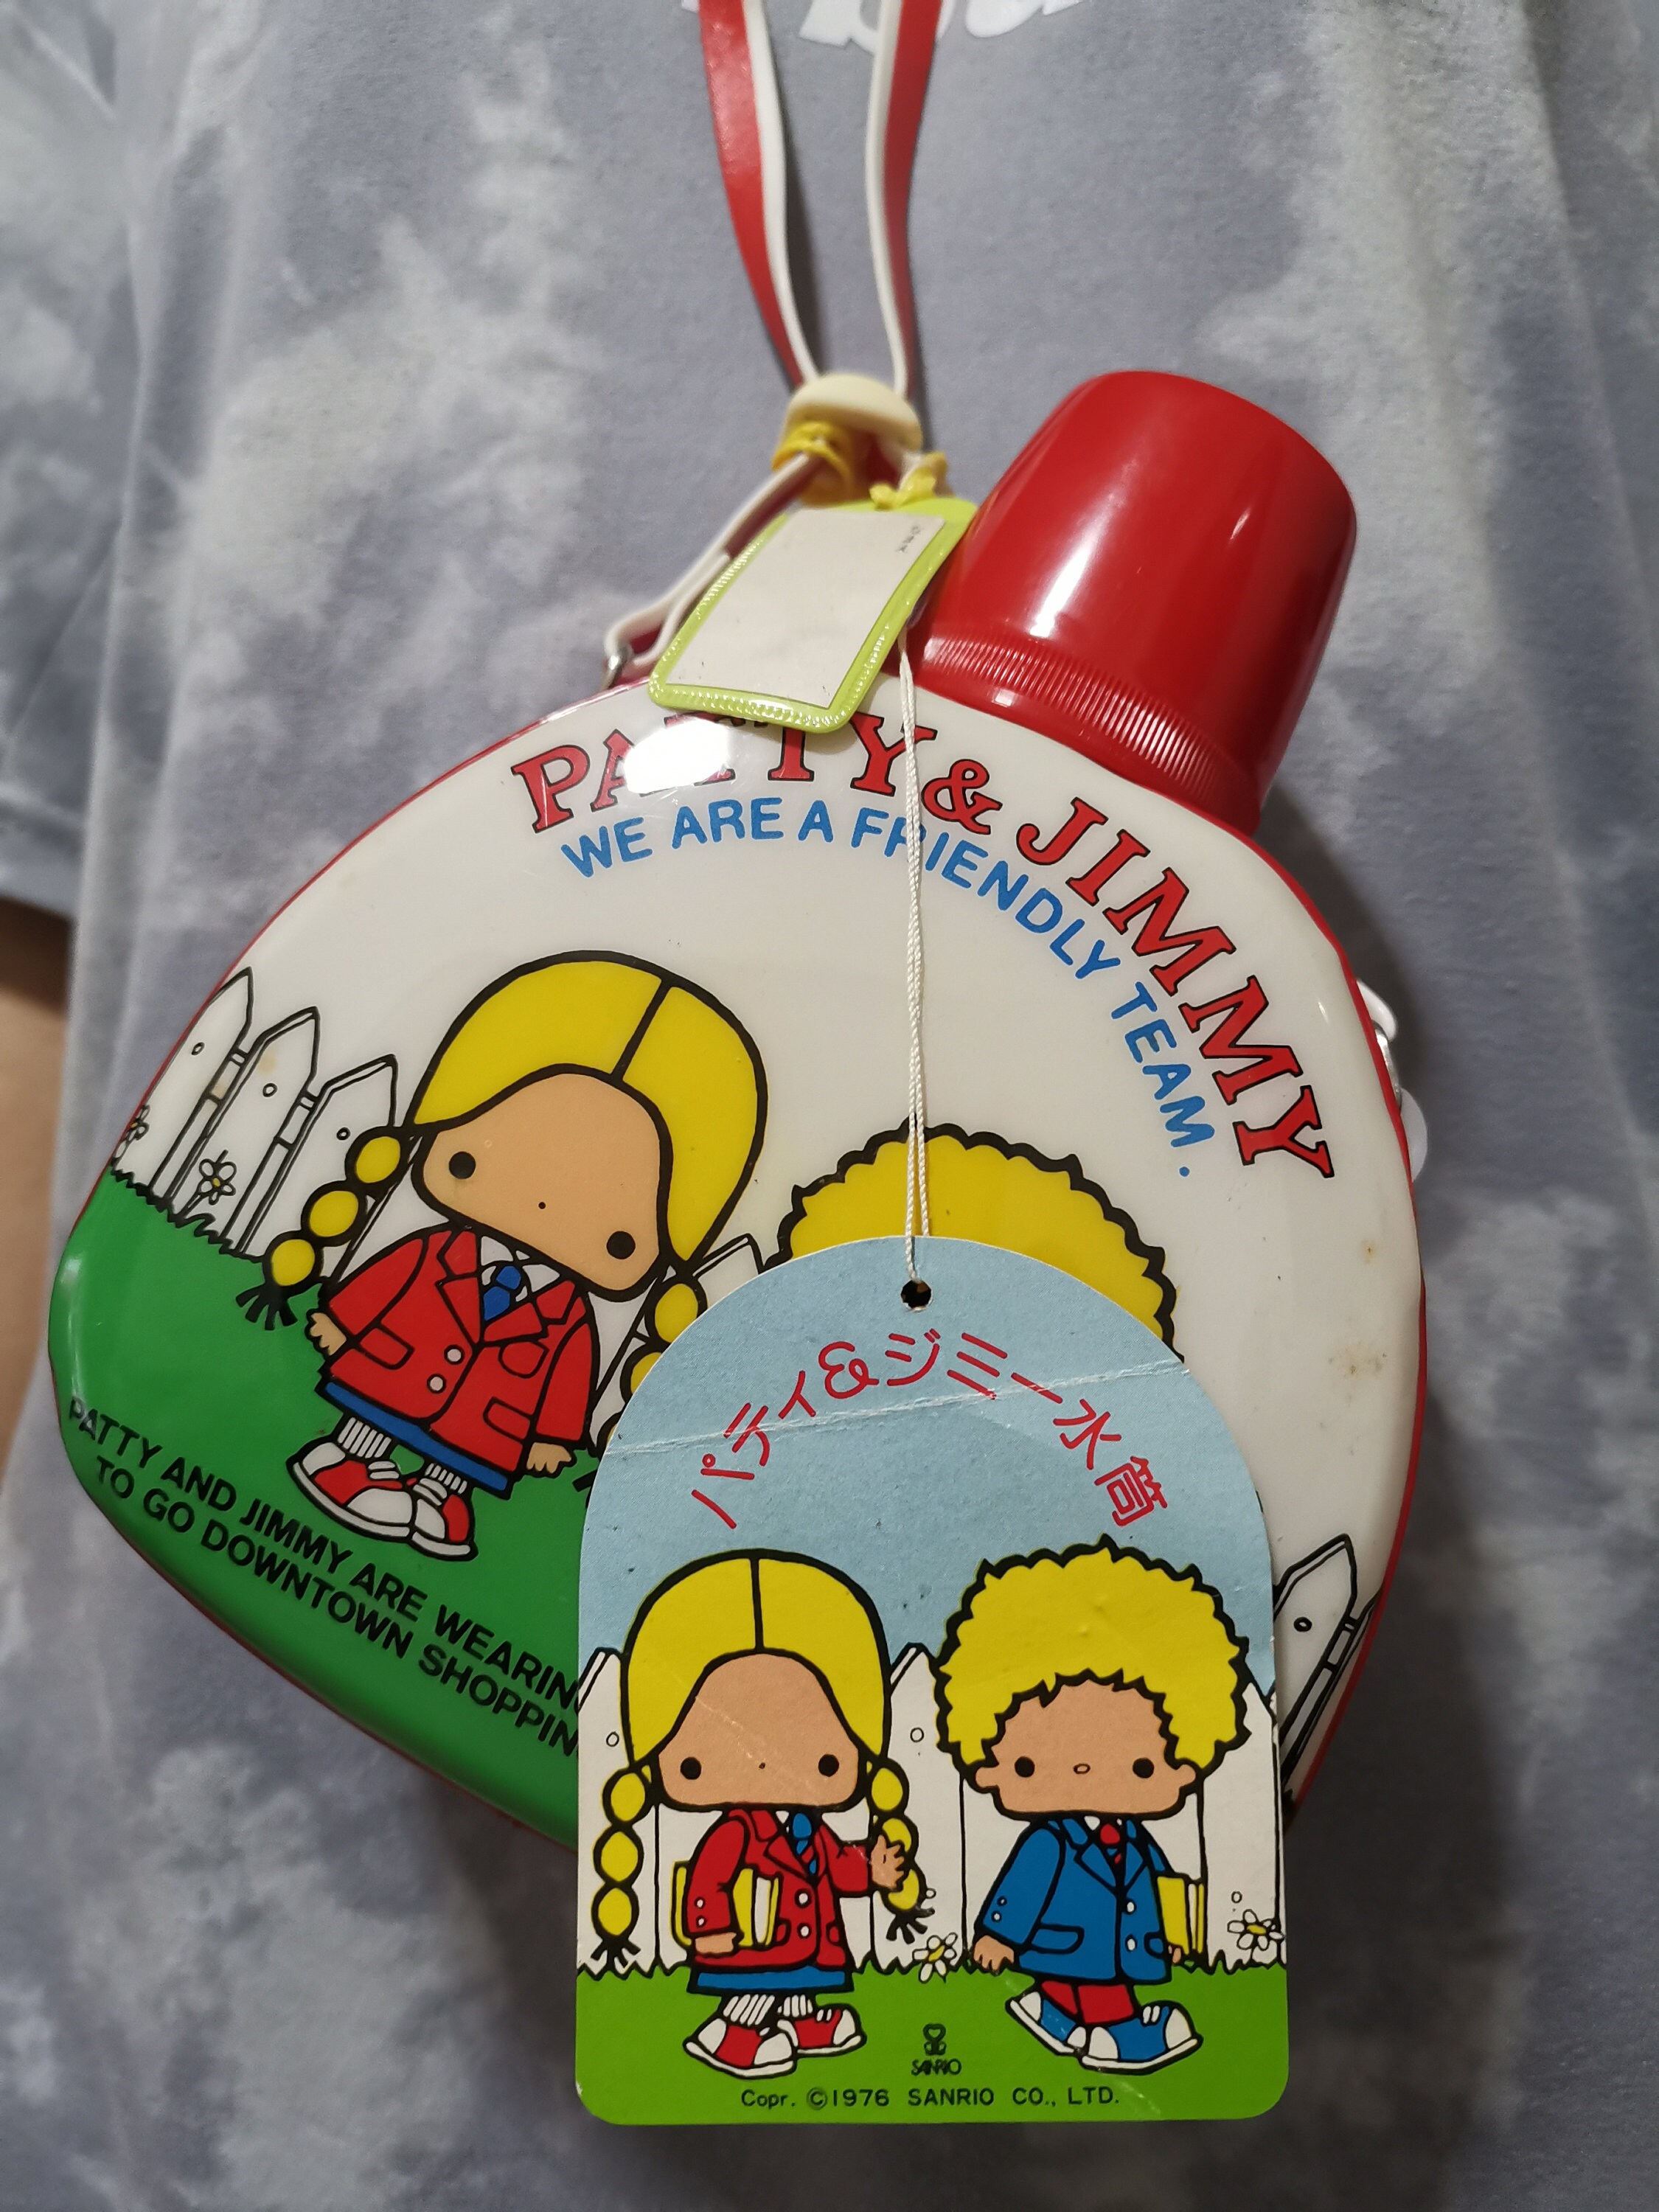 PATTY & JIMMY
WE ARE A FRIENDLY TEAM.
PATTY AND JIMMY ARE WEARIN
TO GO DOWNTOWN SHOPPIN
パティ&ジミー水筒
SANRIO
Copr. ©1976 SANRIO CO., LTD.